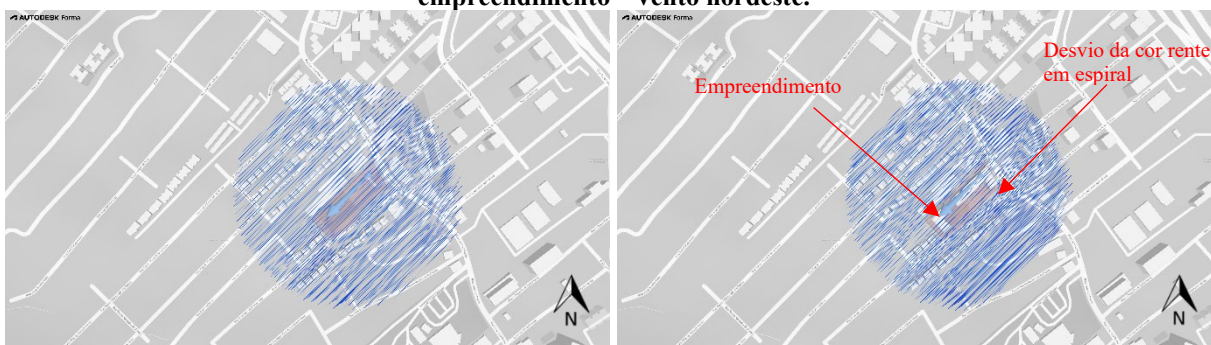 empreendimento – vento nordeste.
AUTODESK Forma
AUTODESK Forma
Desvio da cor rente
em espiral
Empreendimento
N
N